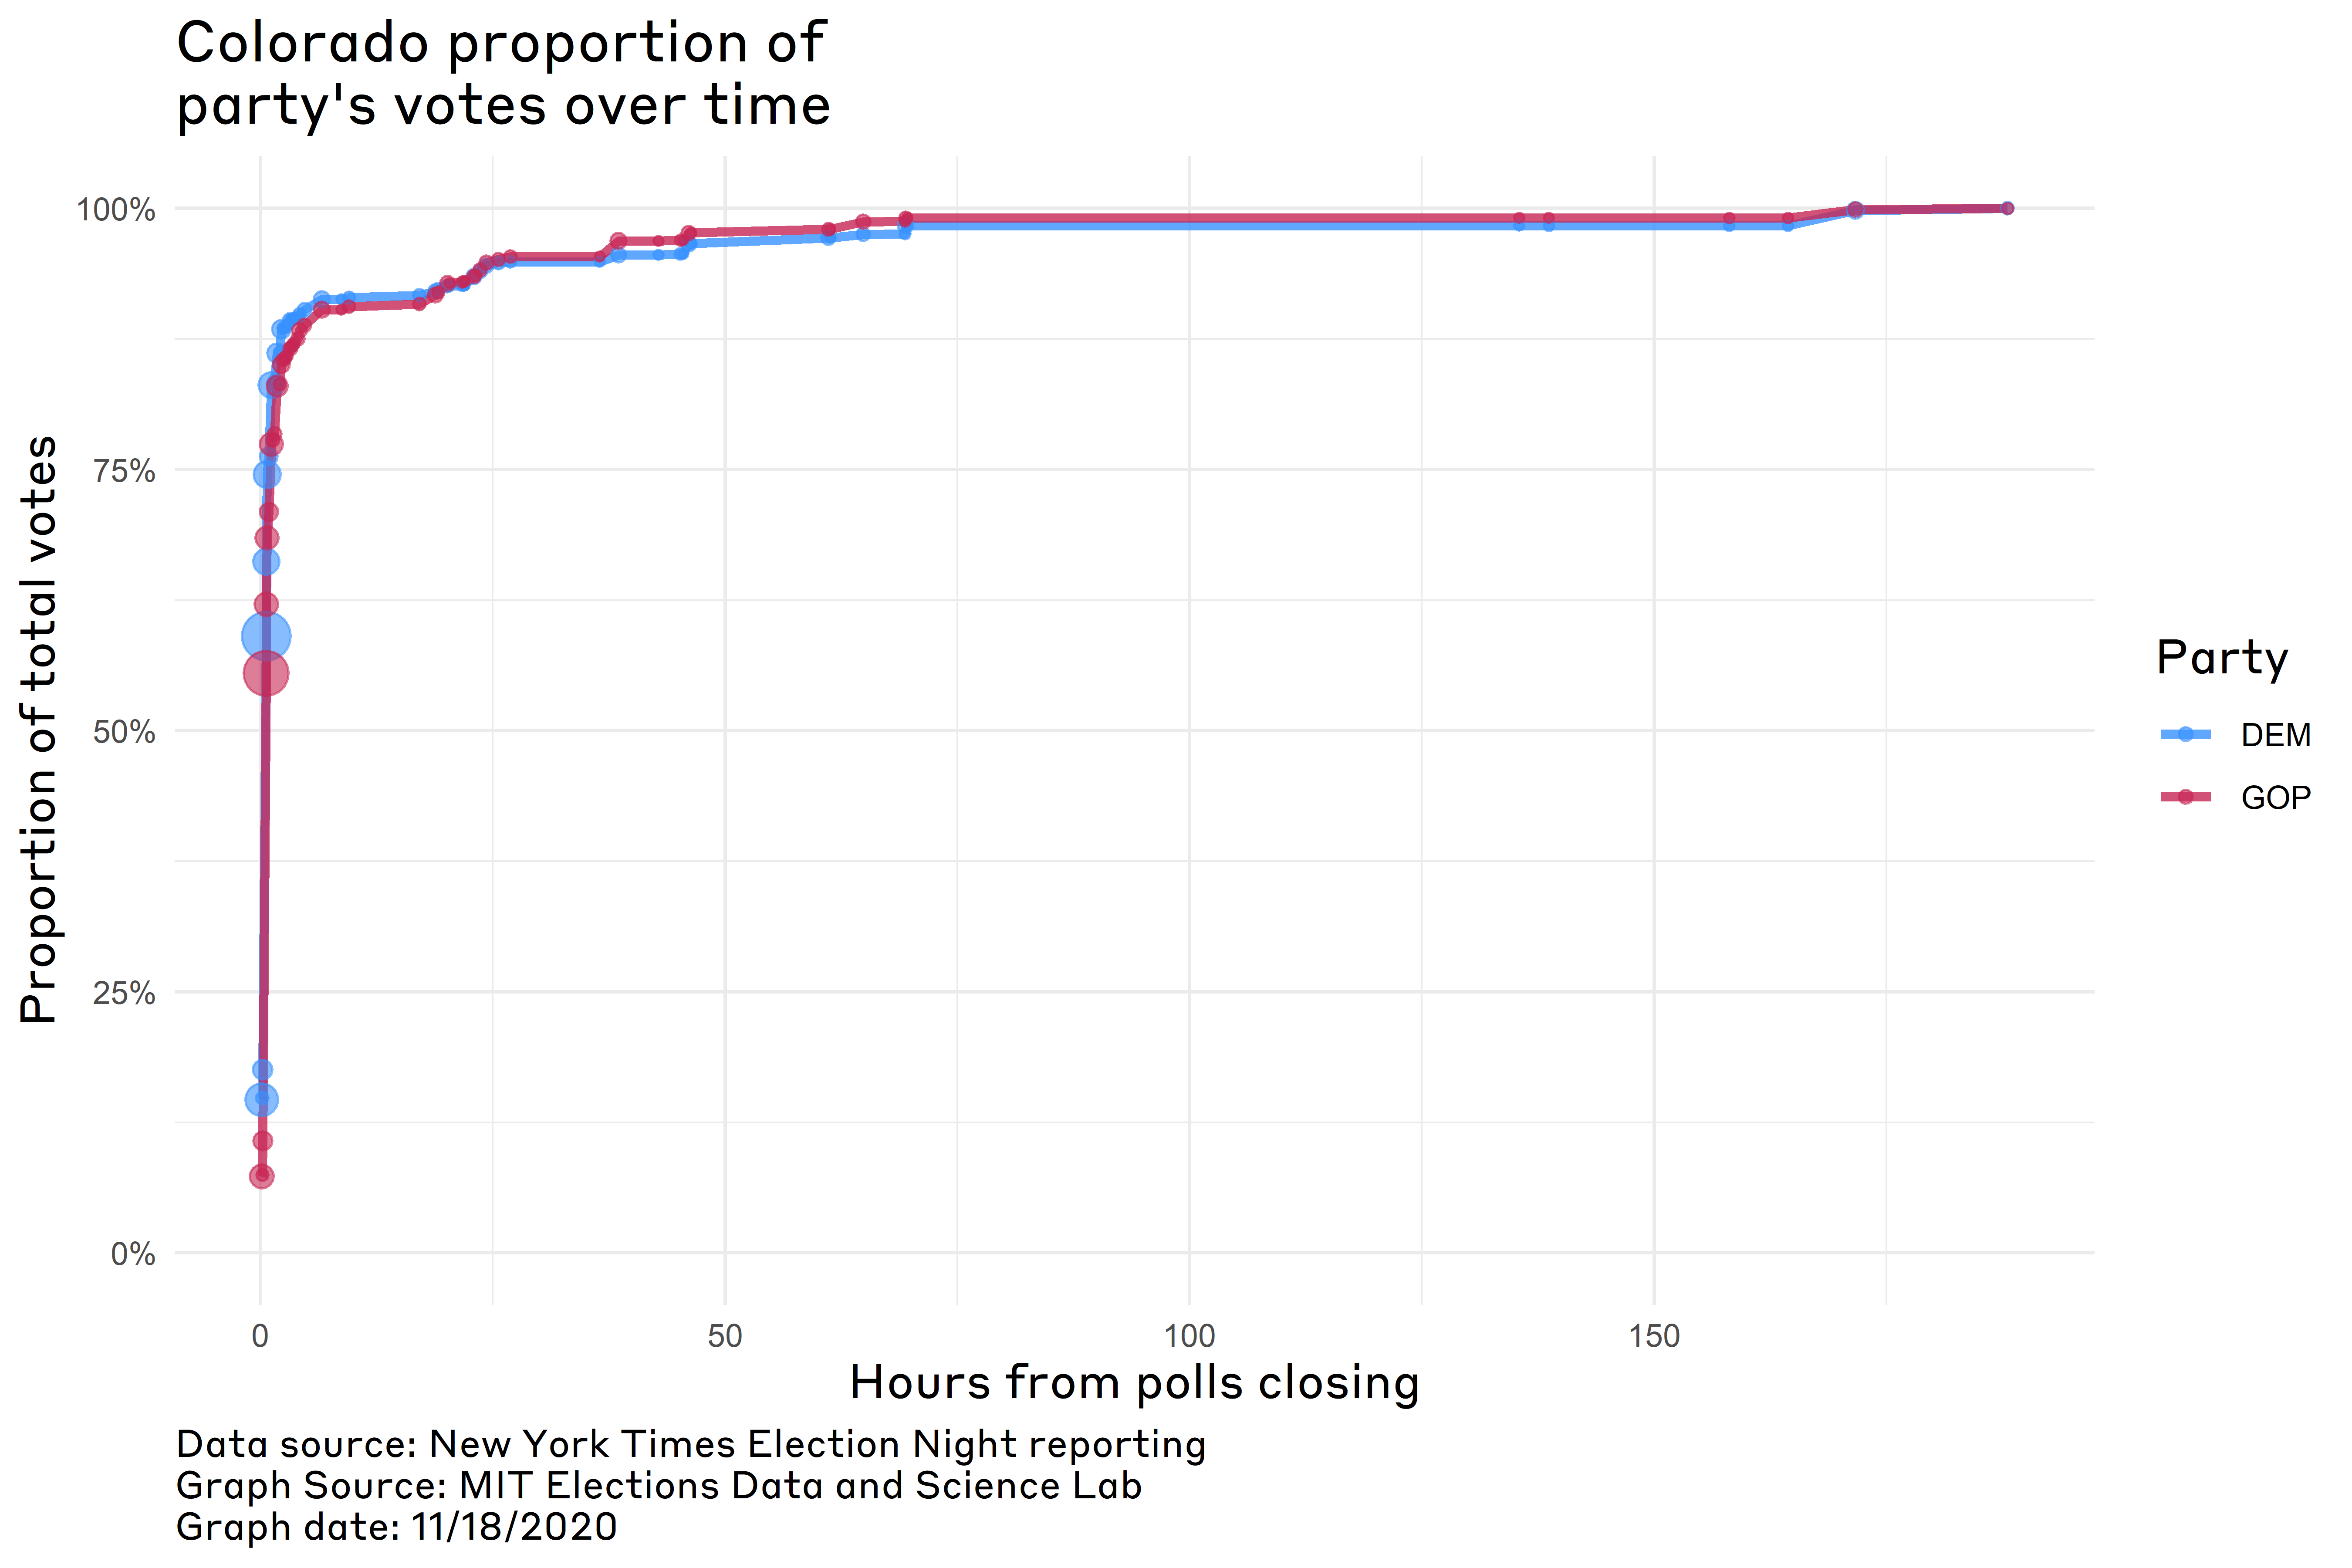 Colorado proportion of
party's votes over time
Proportion of total votes
100%
75%
50%
25%
0%
0
50
100
150
Hours from polls closing
Party
DEM
GOP
Data source: New York Times Election Night reporting
Graph Source: MIT Elections Data and Science Lab
Graph date: 11/18/2020